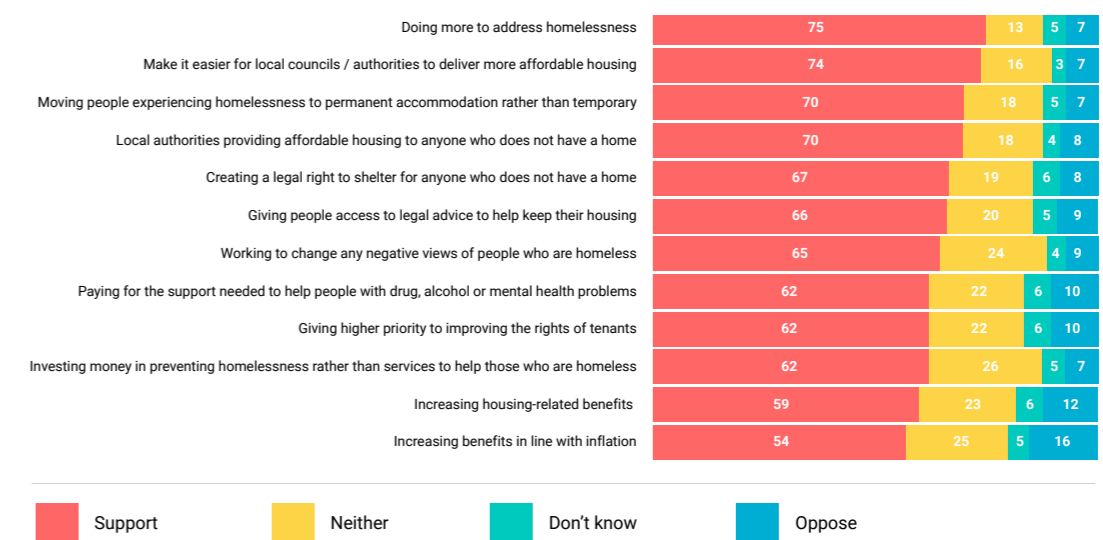 Doing more to address homelessness 75 13 5 7
Make it easier for local councils / authorities to deliver more affordable housing 74 16 3 7
Moving people experiencing homelessness to permanent accommodation rather than temporary 70 18 5 7
Local authorities providing affordable housing to anyone who does not have a home 70 18 4 8
Creating a legal right to shelter for anyone who does not have a home 67 19 6 8
Giving people access to legal advice to help keep their housing 66 20 5 9
Working to change any negative views of people who are homeless 65 24 4 9
Paying for the support needed to help people with drug, alcohol or mental health problems 62 22 6 10
Giving higher priority to improving the rights of tenants 62 22 6 10
Investing money in preventing homelessness rather than services to help those who are homeless 62 26 5 7
Increasing housing-related benefits 59 23 6 12
Increasing benefits in line with inflation 54 25 5 16
Support Neither Don’t know Oppose